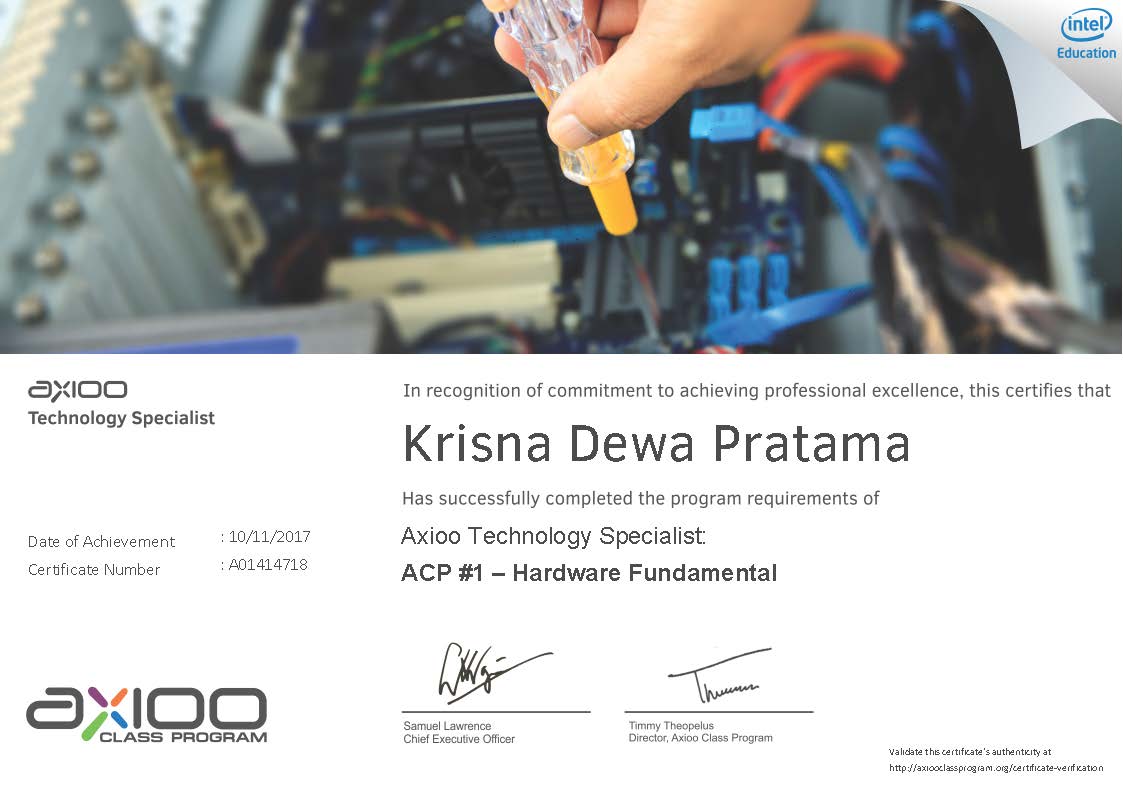 intel
Education
axioo
Technology Specialist
In recognition of commitment to achieving professional excellence, this certifies that
Krisna Dewa Pratama
Has successfully completed the program requirements of
Axioo Technology Specialist:
ACP #1 – Hardware Fundamental
Date of Achievement : 10/11/2017
Certificate Number : A01414718
axioo
CLASS PROGRAM
Samuel Lawrence
Chief Executive Officer
Timmy Theopelus
Director, Axioo Class Program
Validate this certificate's authenticity at
http://axiooclassprogram.org/certificate-verification